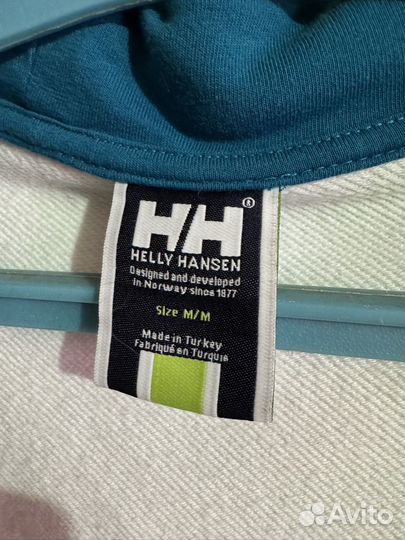 HH®
HELLY HANSEN
Designed and developed
in Norway since 1877
Size M/M
Made in Turkey
Fabriqué en Turquie
Avito